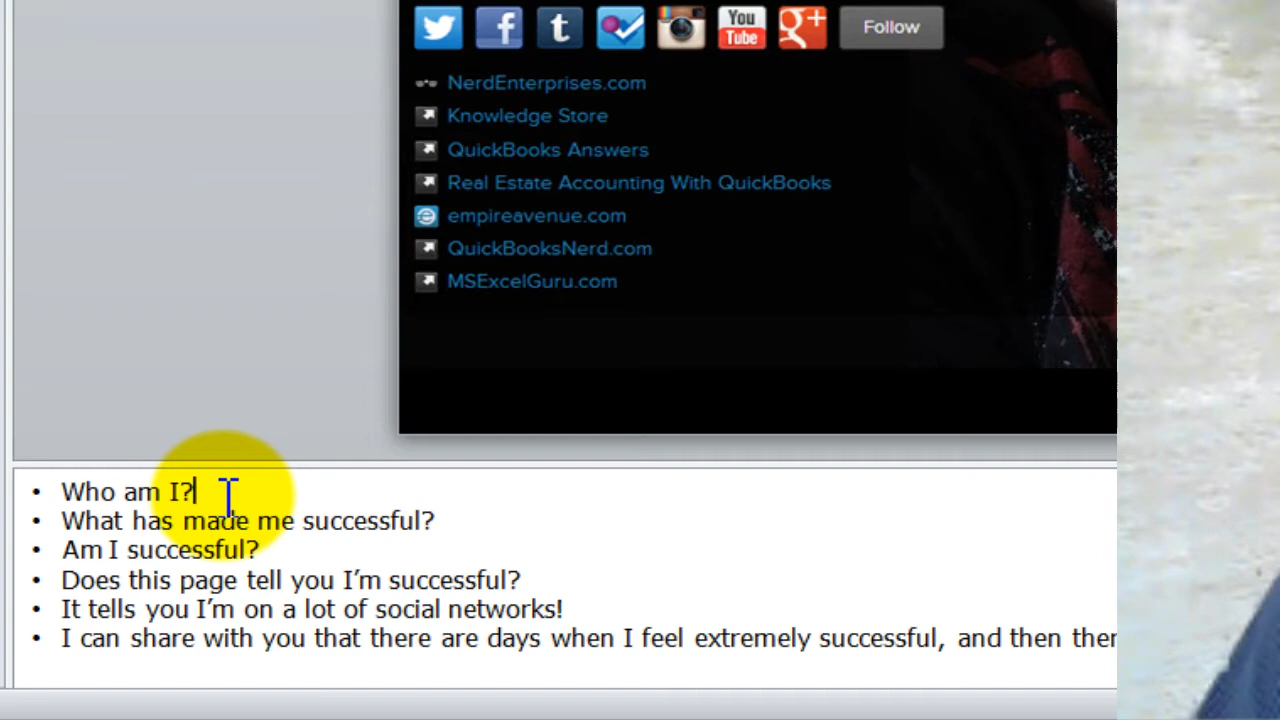 You
Tube
g+
Follow
NerdEnterprises.com
Knowledge Store
QuickBooks Answers
Real Estate Accounting With QuickBooks
empireavenue.com
QuickBooksNerd.com
MSExcelGuru.com
• Who am I?
• What has made me successful?
• Am I successful?
• Does this page tell you I’m successful?
• It tells you I’m on a lot of social networks!
• I can share with you that there are days when I feel extremely successful, and then ther